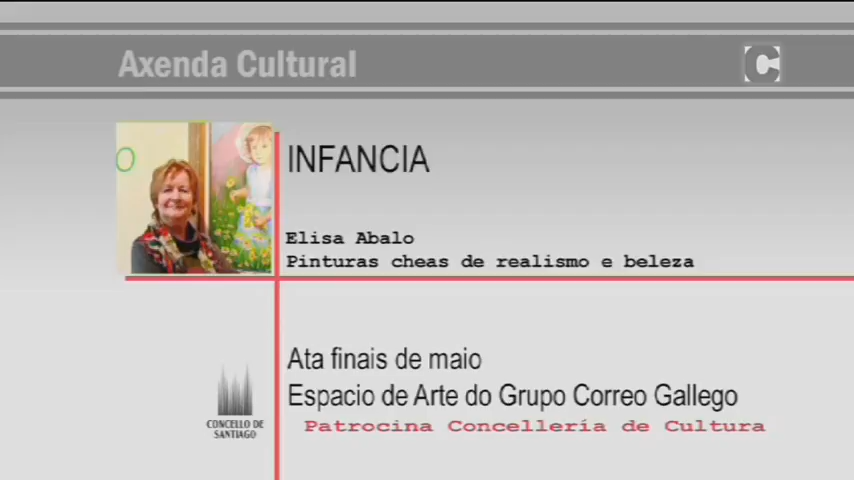 Axenda Cultural
C
INFANCIA
Elisa Abalo
Pinturas cheas de realismo e beleza
Ata finais de maio
Espacio de Arte do Grupo Correo Gallego
Patrocina Concellería de Cultura
CONCELLO DE
SANTIAGO